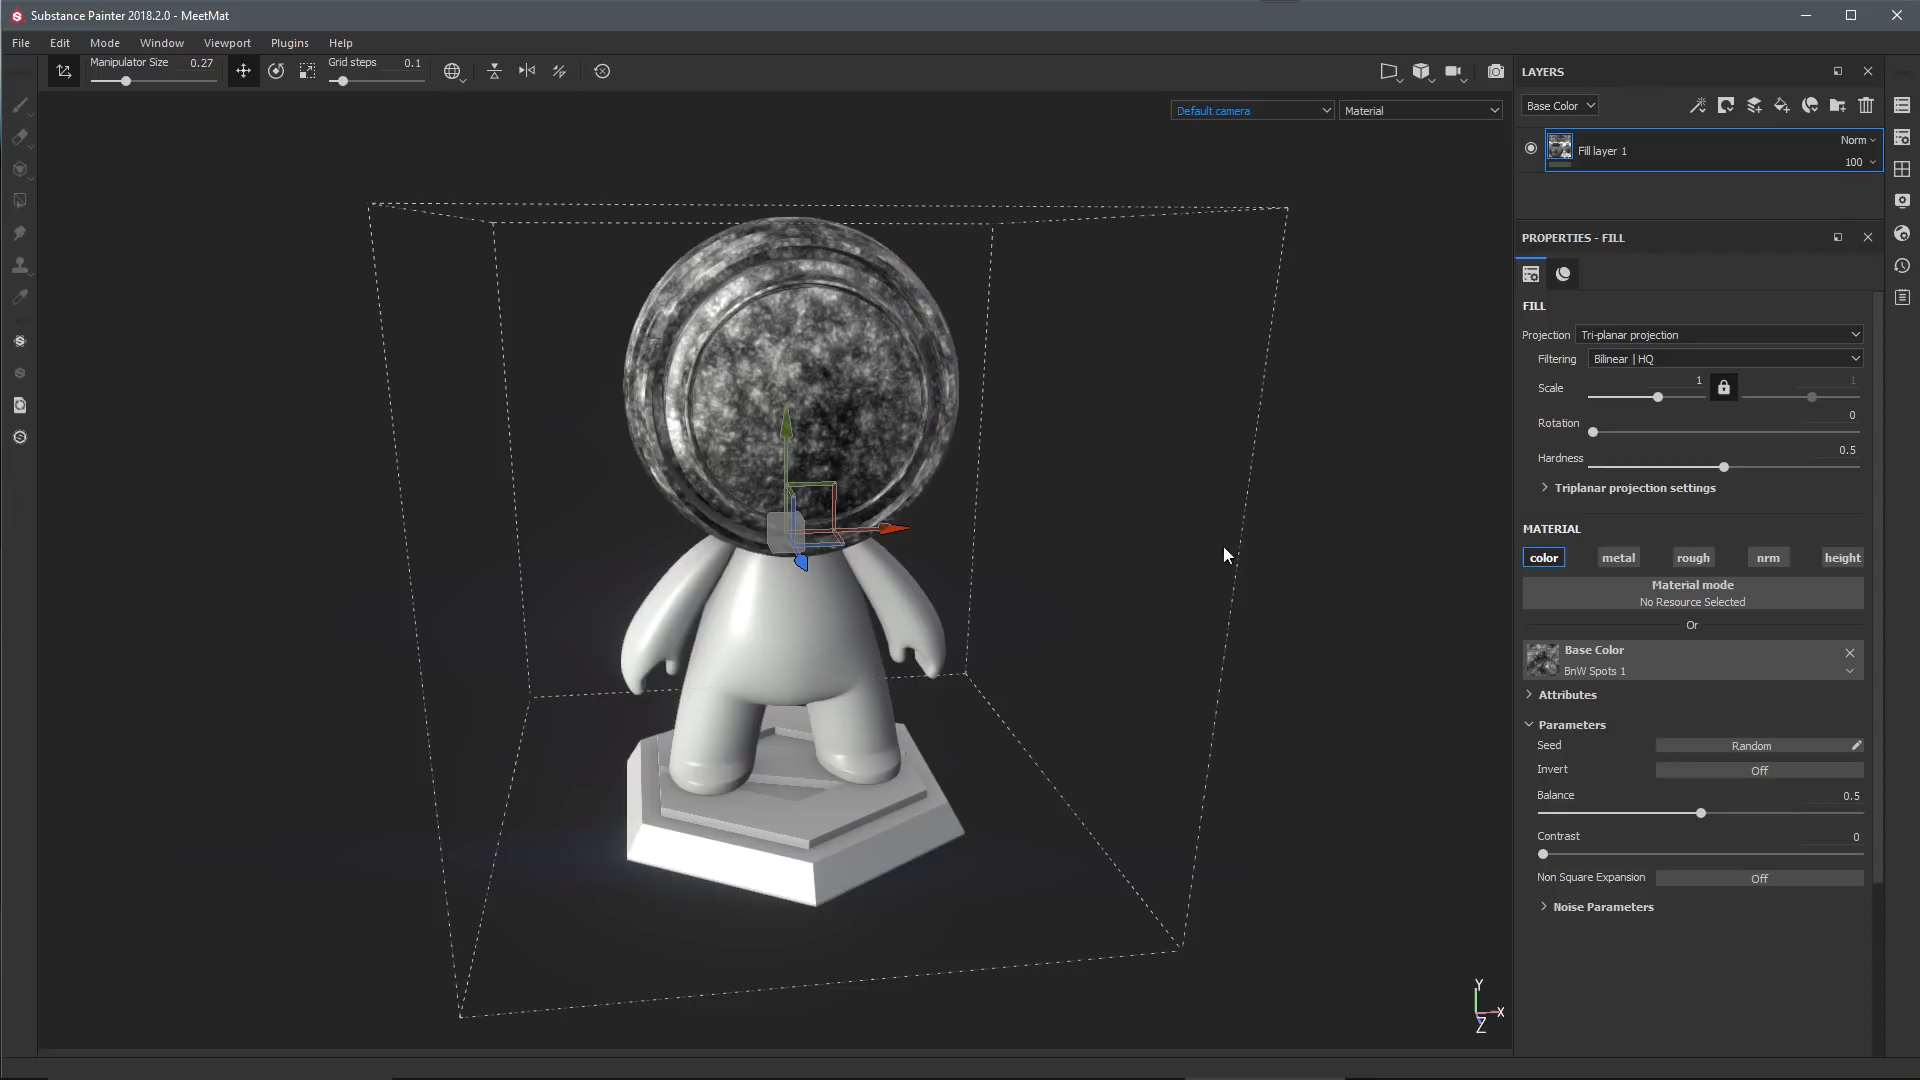 Substance Painter 2018.2.0 - MeetMat
File Edit Mode Window Viewport Plugins Help
Manipulator Size 0.27
Grid steps 0.1
Default camera
Material
LAYERS
Base Color
Fill layer 1
Norm
100
PROPERTIES - FILL
FILL
Projection Tri-planar projection
Filtering Bilinear | HQ
Scale 1 1
Rotation 0
Hardness 0.5
Triplanar projection settings
MATERIAL
color metal rough nrm height
Material mode
No Resource Selected
Or
Base Color
BnW Spots 1
Attributes
Parameters
Seed Random
Invert Off
Balance 0.5
Contrast 0
Non Square Expansion Off
Noise Parameters
Y
X
Z